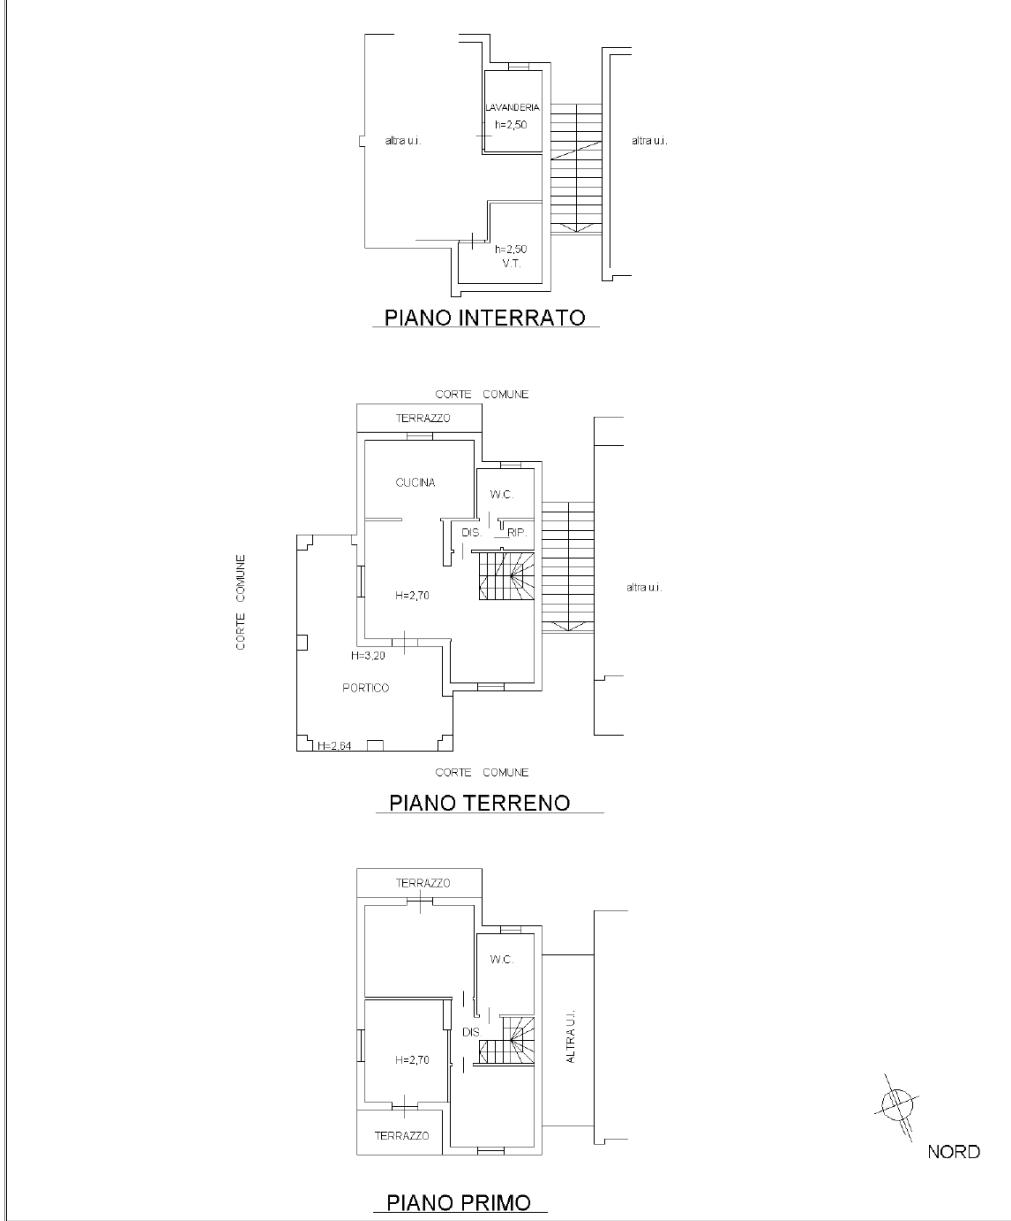 LAVANDERIA
h=2,50
altra u.i.
altra u.i.
h=2,50
V.T.
PIANO INTERRATO
CORTE COMUNE
TERRAZZO
CUCINA
W.C.
DIS.
RIP.
CORTE COMUNE
altra u.i.
H=2,70
H=3,20
PORTICO
H=2,64
CORTE COMUNE
PIANO TERRENO
TERRAZZO
W.C.
DIS.
ALTRA U.I.
H=2,70
TERRAZZO
NORD
PIANO PRIMO